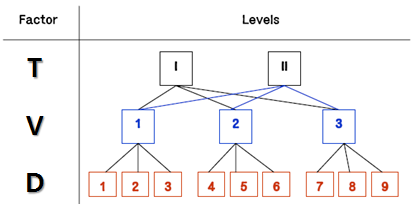 Factor Levels
T I II
V 1 2 3
D 1 2 3 4 5 6 7 8 9